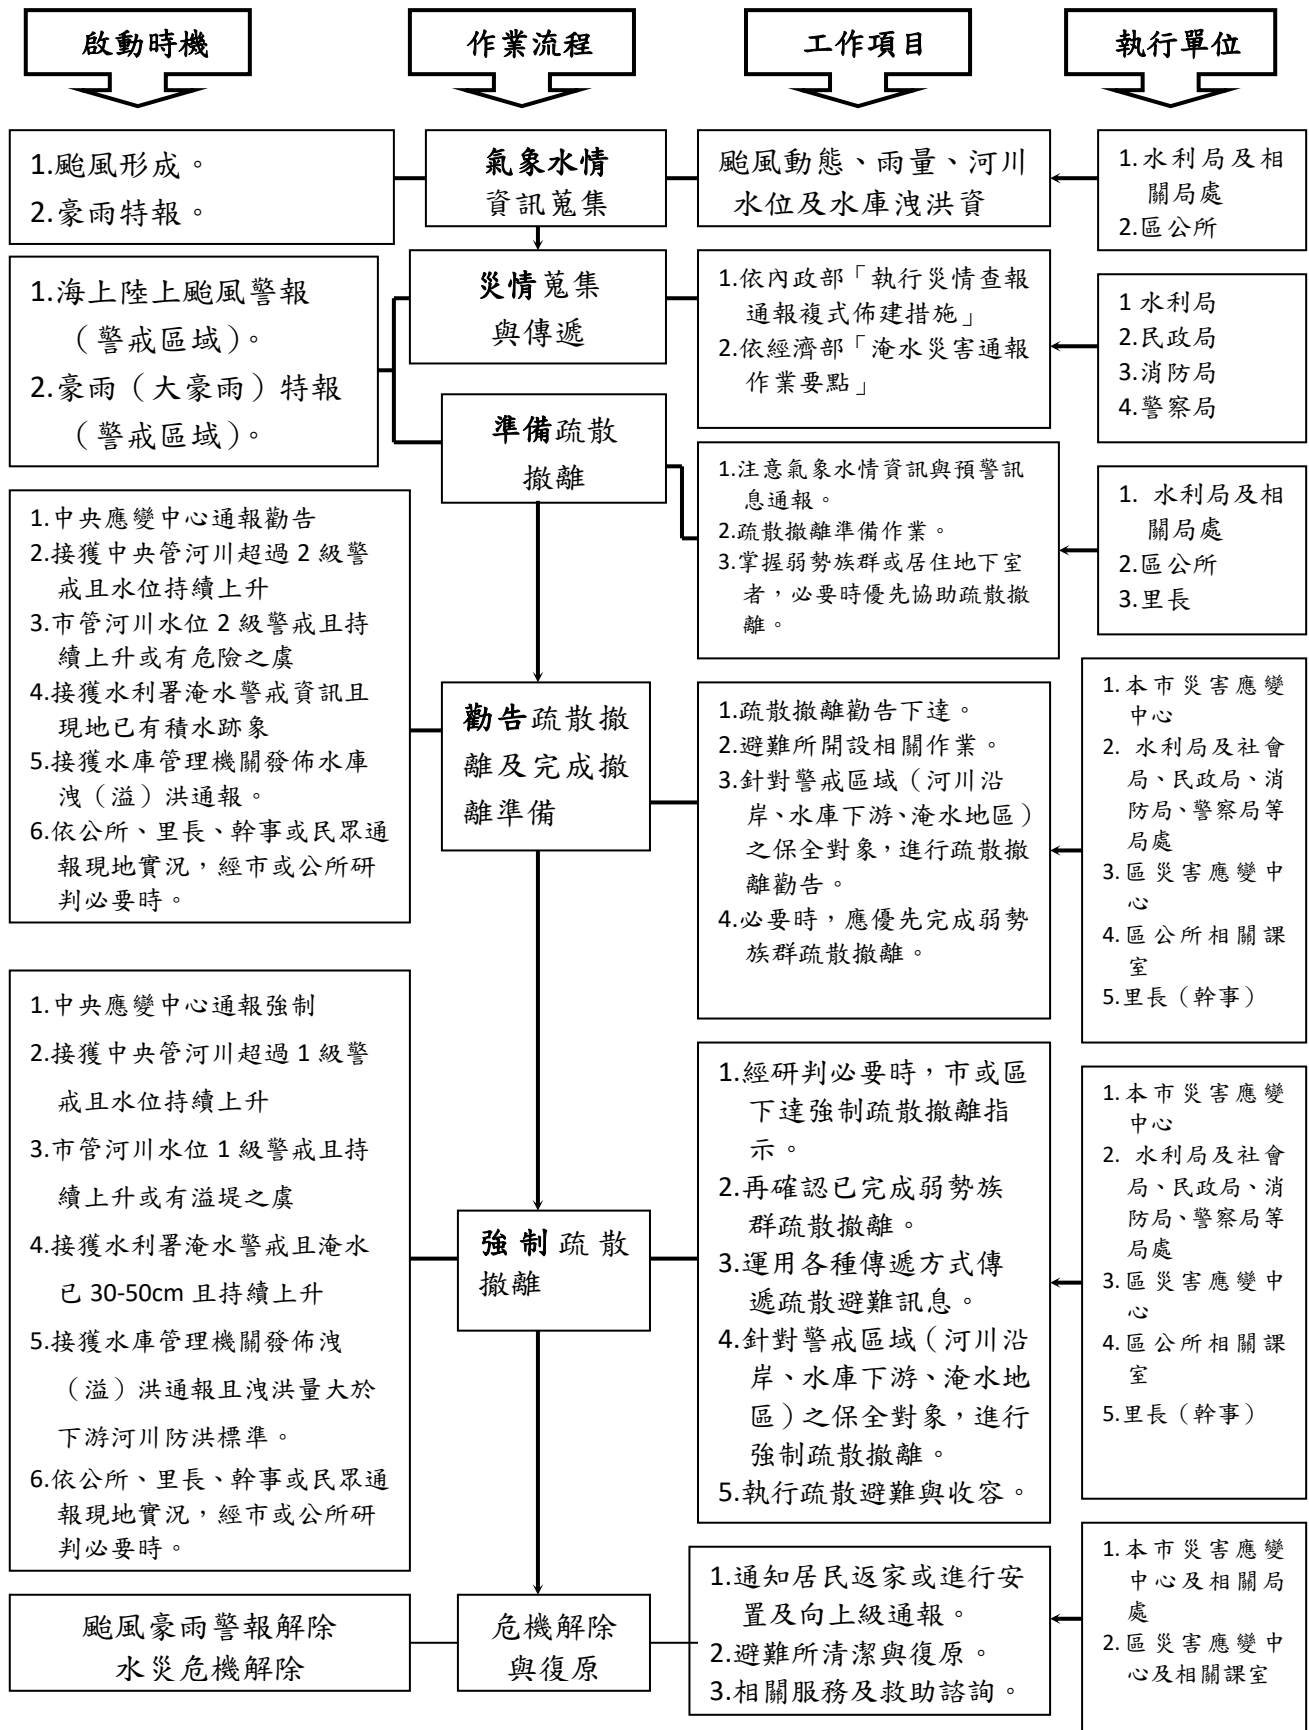 啟動時機
作業流程
工作項目
執行單位
1.颱風形成。
2.豪雨特報。
氣象水情
資訊蒐集
颱風動態、雨量、河川
水位及水庫洩洪資
1.水利局及相
關局處
2.區公所
1.海上陸上颱風警報
（警戒區域）。
2.豪雨（大豪雨）特報
（警戒區域）。
災情蒐集
與傳遞
1.依內政部「執行災情查報
通報複式佈建措施」
2.依經濟部「淹水災害通報
作業要點」
1 水利局
2.民政局
3.消防局
4.警察局
準備疏散
撤離
1.注意氣象水情資訊與預警訊
息通報。
2.疏散撤離準備作業。
3.掌握弱勢族群或居住地下室
者，必要時優先協助疏散撤
離。
1. 水利局及相
關局處
2.區公所
3.里長
1.中央應變中心通報勸告
2.接獲中央管河川超過 2 級警
戒且水位持續上升
3.市管河川水位 2 級警戒且持
續上升或有危險之虞
4.接獲水利署淹水警戒資訊且
現地已有積水跡象
5.接獲水庫管理機關發佈水庫
洩（溢）洪通報。
6.依公所、里長、幹事或民眾通
報現地實況，經市或公所研
判必要時。
勸告疏散撤
離及完成撤
離準備
1.疏散撤離勸告下達。
2.避難所開設相關作業。
3.針對警戒區域（河川沿
岸、水庫下游、淹水地區）
之保全對象，進行疏散撤
離勸告。
4.必要時，應優先完成弱勢
族群疏散撤離。
1.本市災害應變
中心
2. 水利局及社會
局、民政局、消
防局、警察局等
局處
3.區災害應變中
心
4.區公所相關課
室
5.里長（幹事）
1.中央應變中心通報強制
2.接獲中央管河川超過 1 級警
戒且水位持續上升
3.市管河川水位 1 級警戒且持
續上升或有溢堤之虞
4.接獲水利署淹水警戒且淹水
已 30-50cm 且持續上升
5.接獲水庫管理機關發佈洩
（溢）洪通報且洩洪量大於
下游河川防洪標準。
6.依公所、里長、幹事或民眾通
報現地實況，經市或公所研
判必要時。
強制疏散
撤離
1.經研判必要時，市或區
下達強制疏散撤離指
示。
2.再確認已完成弱勢族
群疏散撤離。
3.運用各種傳遞方式傳
遞疏散避難訊息。
4.針對警戒區域（河川沿
岸、水庫下游、淹水地
區）之保全對象，進行
強制疏散撤離。
5.執行疏散避難與收容。
1.本市災害應變
中心
2. 水利局及社會
局、民政局、消
防局、警察局等
局處
3.區災害應變中
心
4.區公所相關課
室
5.里長（幹事）
颱風豪雨警報解除
水災危機解除
危機解除
與復原
1.通知居民返家或進行安
置及向上級通報。
2.避難所清潔與復原。
3.相關服務及救助諮詢。
1.本市災害應變
中心及相關局
處
2.區災害應變中
心及相關課室